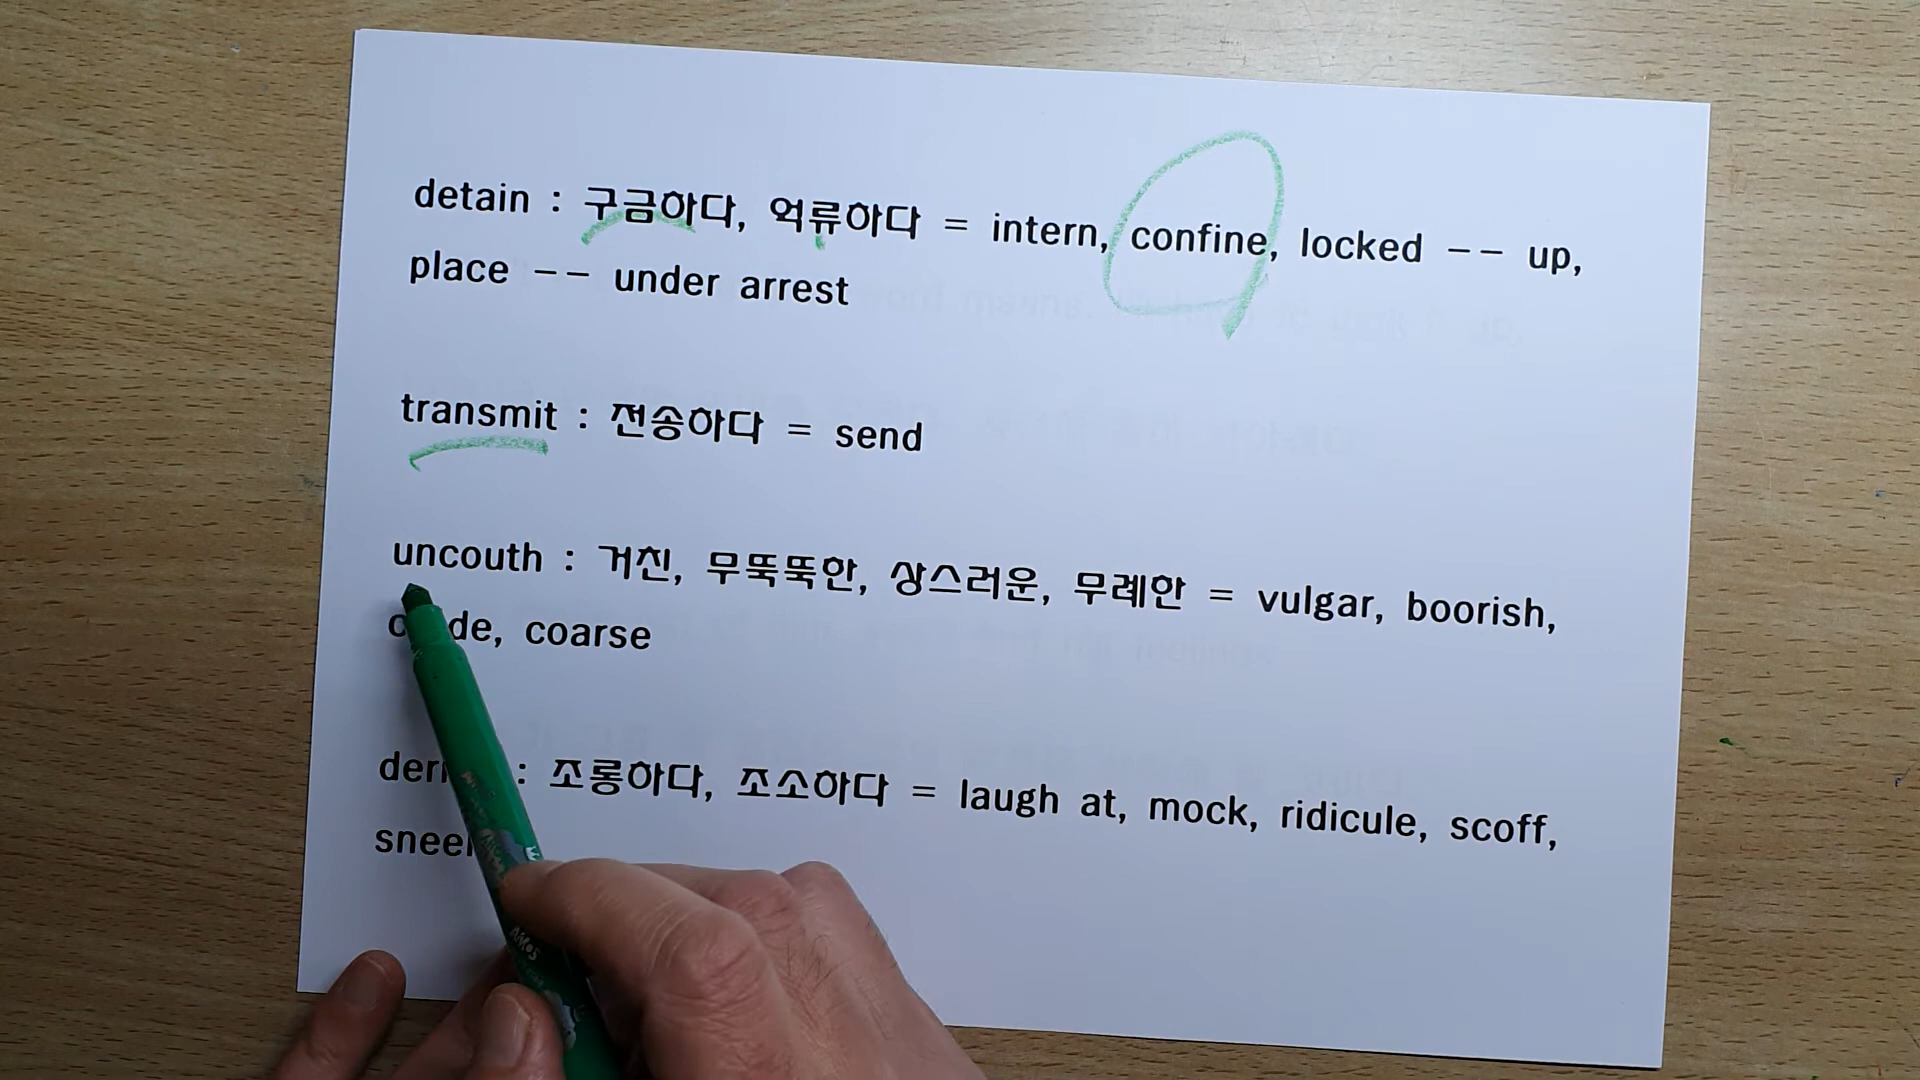 detain : 구금하다, 억류하다 = intern, confine, locked -- up,
place -- under arrest
transmit : 전송하다 = send
uncouth : 거친, 무뚝뚝한, 상스러운, 무례한 = vulgar, boorish,
coarse
: 조롱하다, 조소하다 = laugh at, mock, ridicule, scoff,
AMOS